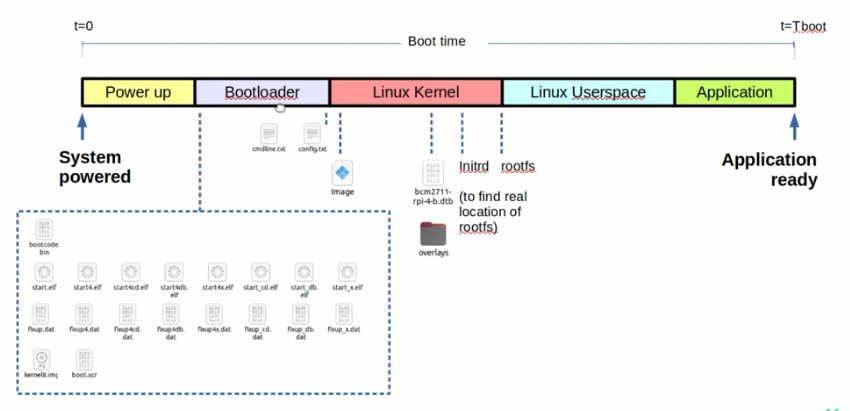 t=0
t=Tboot
Boot time
Power up
Bootloader
Linux Kernel
Linux Userspace
Application
System
powered
cmdline.txt
config.txt
Image
bcm2711-
rpi-4-b.dtb
overlays
Initrd
rootfs
(to find real
location of
rootfs)
Application
ready
bootcode.
bin
start.elf
start4.elf
start4cd.elf
start4db.
elf
start4x.elf
start_cd.elf
start_db.
elf
start_x.elf
fixup.dat
fixup4.dat
fixup4cd.
dat
fixup4db.
dat
fixup4x.dat
fixup_cd.
dat
fixup_db.
dat
fixup_x.dat
kernel8.img
boot.scr